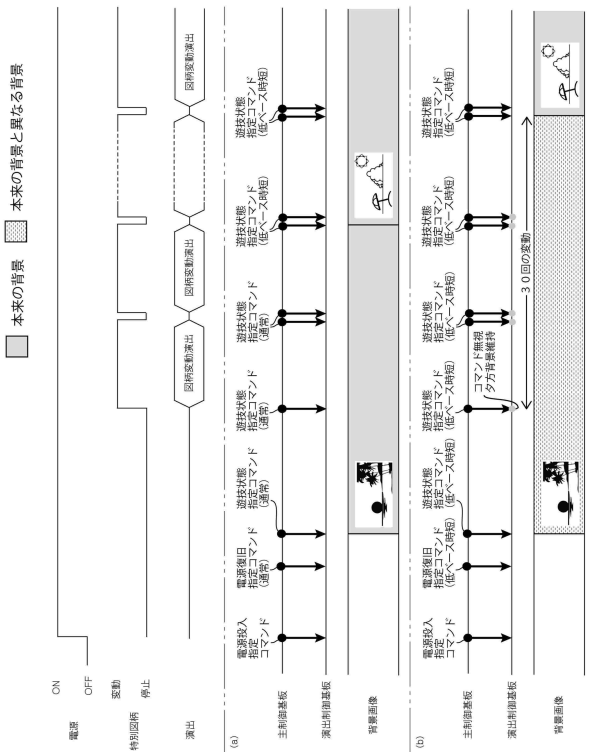 本来の背景
本来の背景と異なる背景
電源
ON
OFF
特別図柄
変動
停止
演出
図柄変動演出
図柄変動演出
図柄変動演出
(a)
電源投入
指定
コマンド
電源復旧
指定コマンド
(通常)
遊技状態
指定コマンド
(通常)
遊技状態
指定コマンド
(通常)
遊技状態
指定コマンド
(通常)
遊技状態
指定コマンド
(低ベース時短)
遊技状態
指定コマンド
(低ベース時短)
主制御基板
演出制御基板
背景画像
(b)
電源投入
指定
コマンド
電源復旧
指定コマンド
(低ベース時短)
遊技状態
指定コマンド
(低ベース時短)
遊技状態
指定コマンド
(低ベース時短)
遊技状態
指定コマンド
(低ベース時短)
遊技状態
指定コマンド
(低ベース時短)
遊技状態
指定コマンド
(低ベース時短)
主制御基板
演出制御基板
コマンド無視
夕方背景維持
30回の変動
背景画像